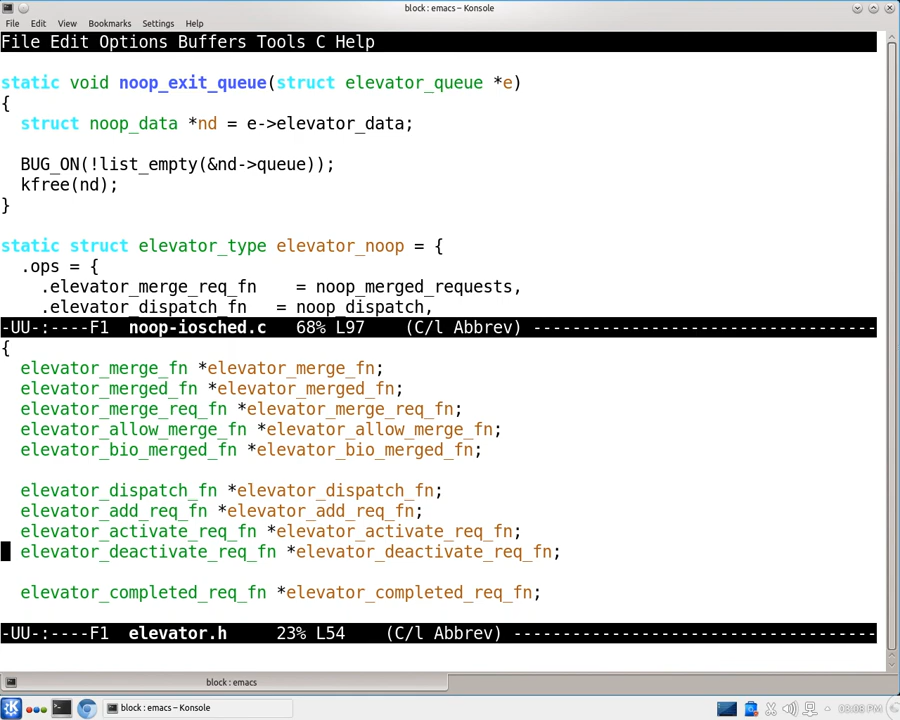 block : emacs – Konsole
File Edit View Bookmarks Settings Help
File Edit Options Buffers Tools C Help
static void noop_exit_queue(struct elevator_queue *e)
{
  struct noop_data *nd = e->elevator_data;
  BUG_ON(!list_empty(&nd->queue));
  kfree(nd);
}
static struct elevator_type elevator_noop = {
  .ops = {
    .elevator_merge_req_fn    = noop_merged_requests,
    .elevator_dispatch_fn   = noop_dispatch,
-UU-:----F1  noop-iosched.c   68% L97    (C/l Abbrev) -----------------------------------
{
  elevator_merge_fn *elevator_merge_fn;
  elevator_merged_fn *elevator_merged_fn;
  elevator_merge_req_fn *elevator_merge_req_fn;
  elevator_allow_merge_fn *elevator_allow_merge_fn;
  elevator_bio_merged_fn *elevator_bio_merged_fn;
  elevator_dispatch_fn *elevator_dispatch_fn;
  elevator_add_req_fn *elevator_add_req_fn;
  elevator_activate_req_fn *elevator_activate_req_fn;
  elevator_deactivate_req_fn *elevator_deactivate_req_fn;
  elevator_completed_req_fn *elevator_completed_req_fn;
-UU-:----F1  elevator.h     23% L54    (C/l Abbrev) -------------------------------------
block : emacs
block : emacs – Konsole
03:08 PM